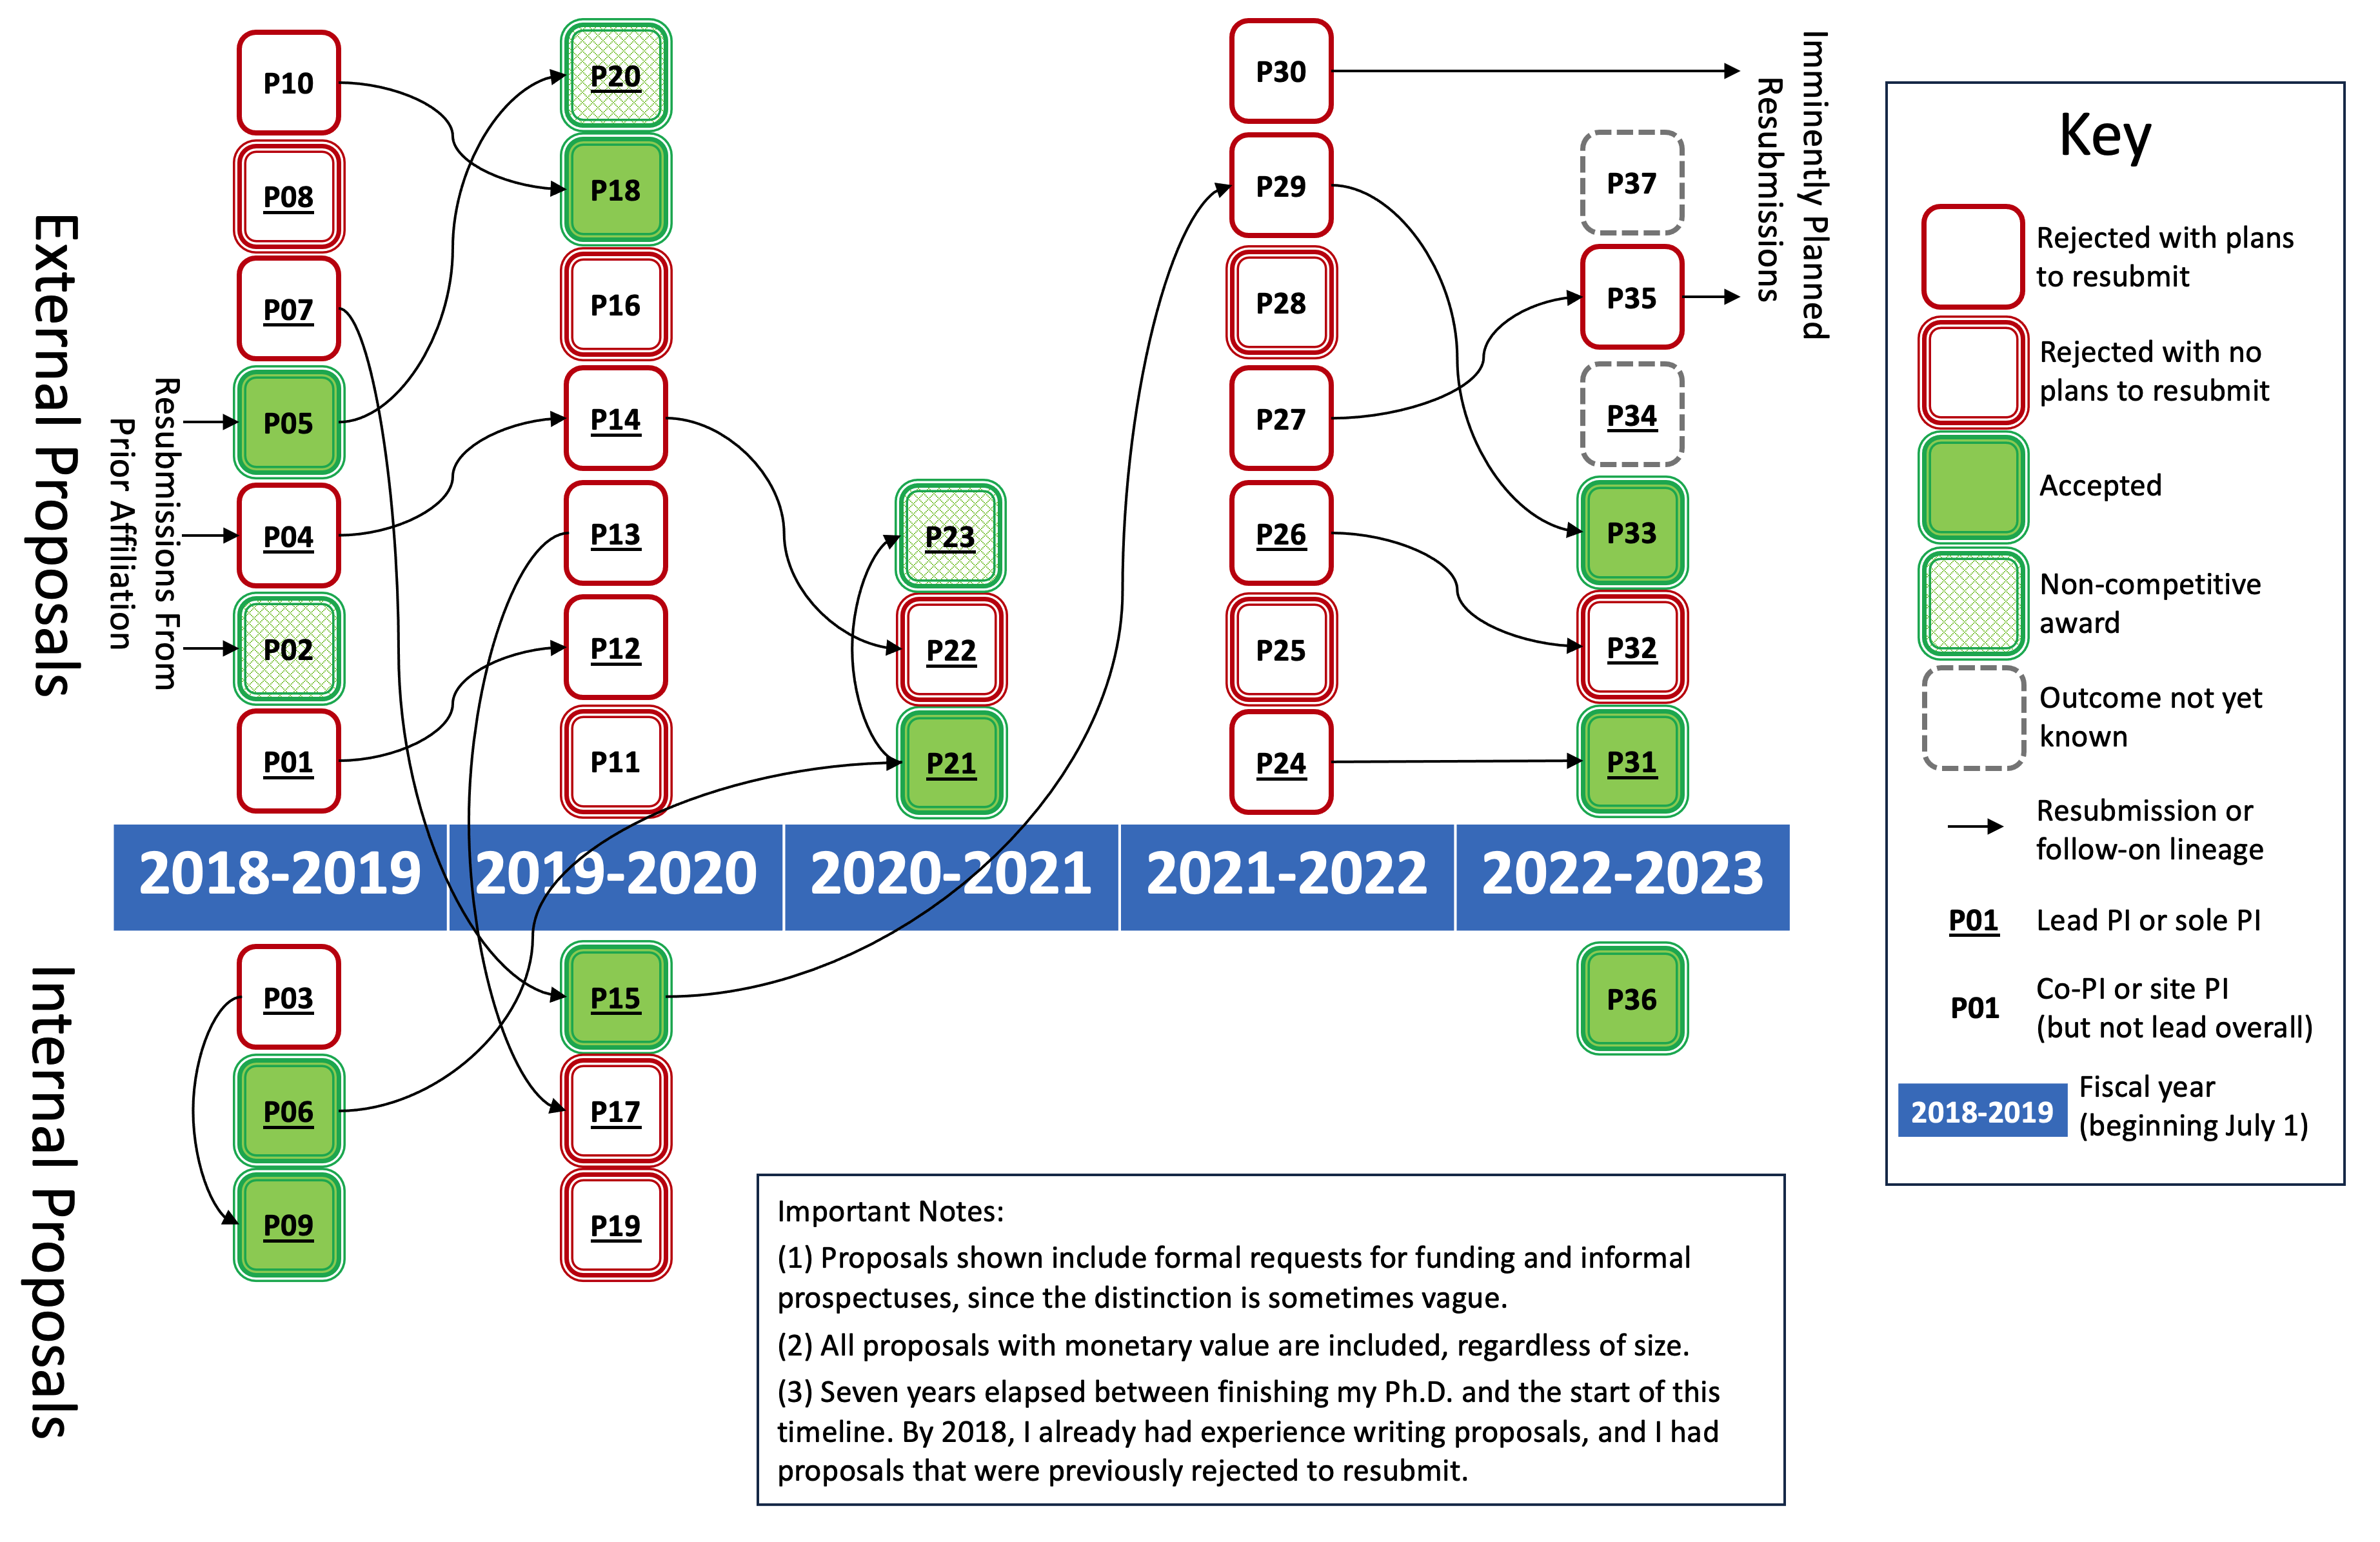 External Proposals
Resubmissions From
Prior Affiliation
P10
P08
P07
P05
P04
P02
P01
P20
P18
P16
P14
P13
P12
P11
P23
P22
P21
P30
P29
P28
P27
P26
P25
P24
P37
P35
P34
P33
P32
P31
Imminently Planned
Resubmissions
2018-2019
2019-2020
2020-2021
2021-2022
2022-2023
Internal Proposals
P03
P06
P09
P15
P17
P19
P36
Important Notes:
(1) Proposals shown include formal requests for funding and informal
prospectuses, since the distinction is sometimes vague.
(2) All proposals with monetary value are included, regardless of size.
(3) Seven years elapsed between finishing my Ph.D. and the start of this
timeline. By 2018, I already had experience writing proposals, and I had
proposals that were previously rejected to resubmit.
Key
Rejected with plans
to resubmit
Rejected with no
plans to resubmit
Accepted
Non-competitive
award
Outcome not yet
known
Resubmission or
follow-on lineage
P01 Lead PI or sole PI
P01 Co-PI or site PI
(but not lead overall)
2018-2019 Fiscal year
(beginning July 1)